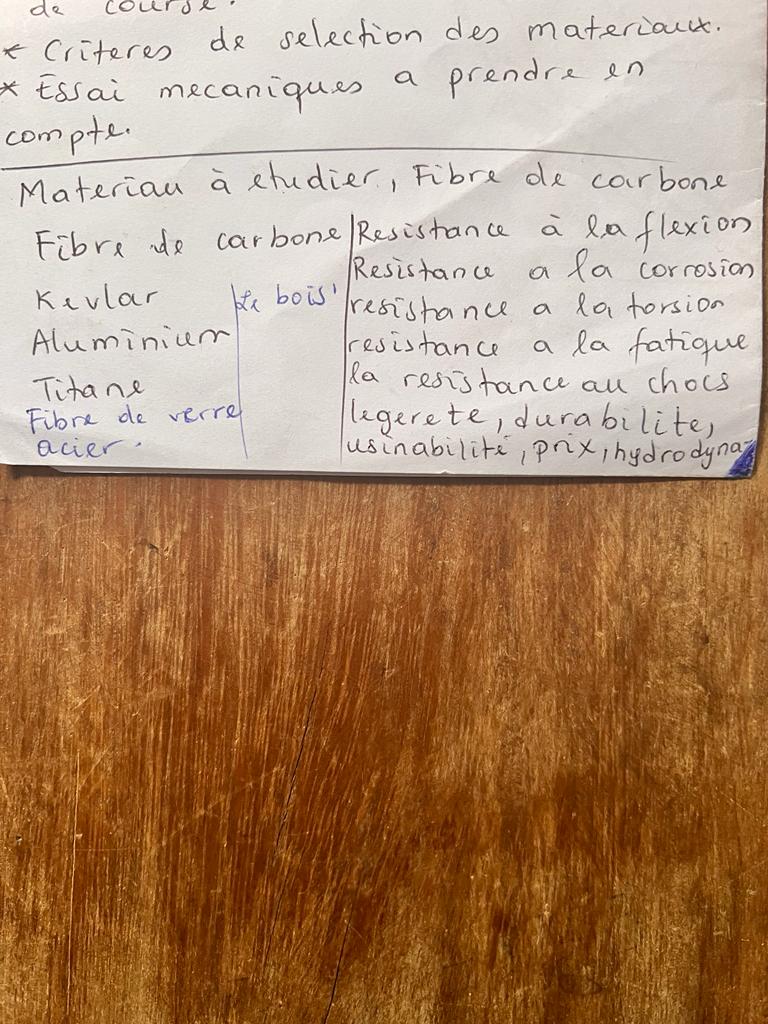 de course.
* Criteres de selection des materiaux.
* Essai mecaniques a prendre en
compte.
Materiau à etudier, Fibre de carbone
Fibre de carbone
Kevlar
Aluminium
Titane
Fibre de verre
acier.
Le bois
Resistance à la flexion
Resistance a la corrosion
resistance a la torsion
resistance a la fatique
la resistance au chocs
legerete, durabilite,
usinabilité, prix, hydrodyna-